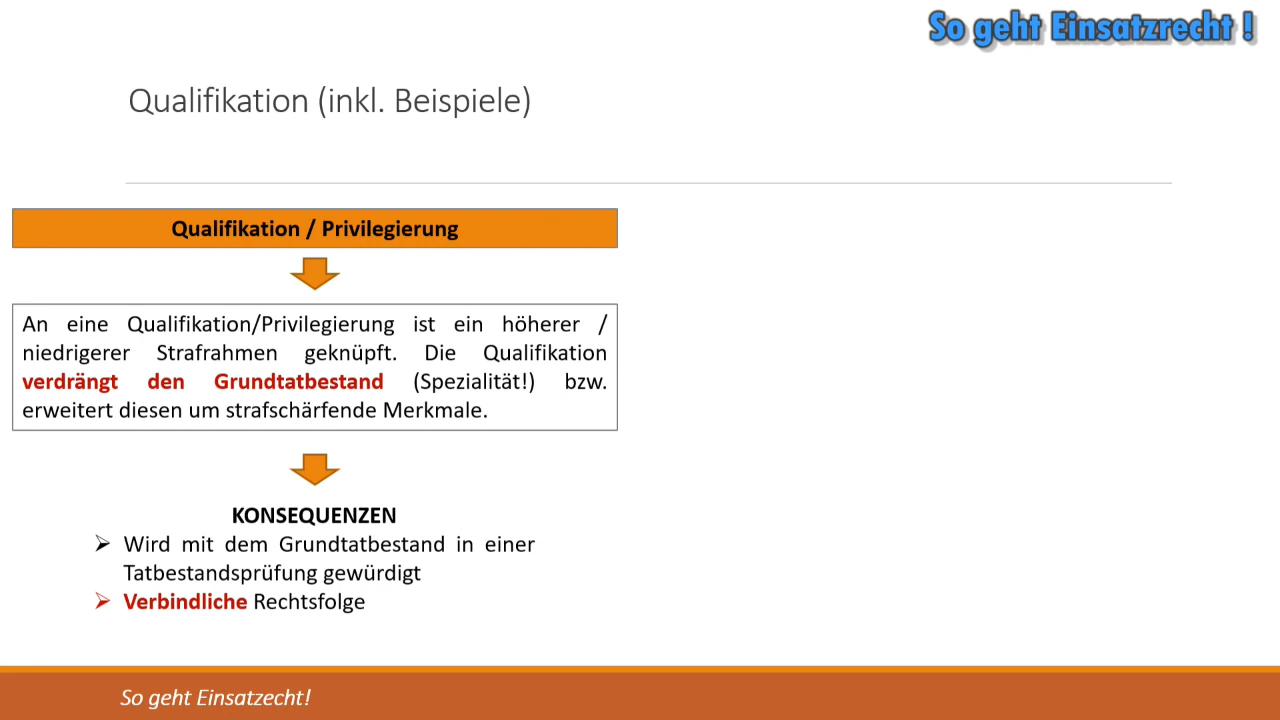 So geht Einsatzrecht !
Qualifikation (inkl. Beispiele)
Qualifikation / Privilegierung
An eine Qualifikation/Privilegierung ist ein höherer /
niedrigerer Strafrahmen geknüpft. Die Qualifikation
verdrängt den Grundtatbestand (Spezialität!) bzw.
erweitert diesen um strafschärfende Merkmale.
KONSEQUENZEN
Wird mit dem Grundtatbestand in einer
Tatbestandsprüfung gewürdigt
Verbindliche Rechtsfolge
So geht Einsatzecht!